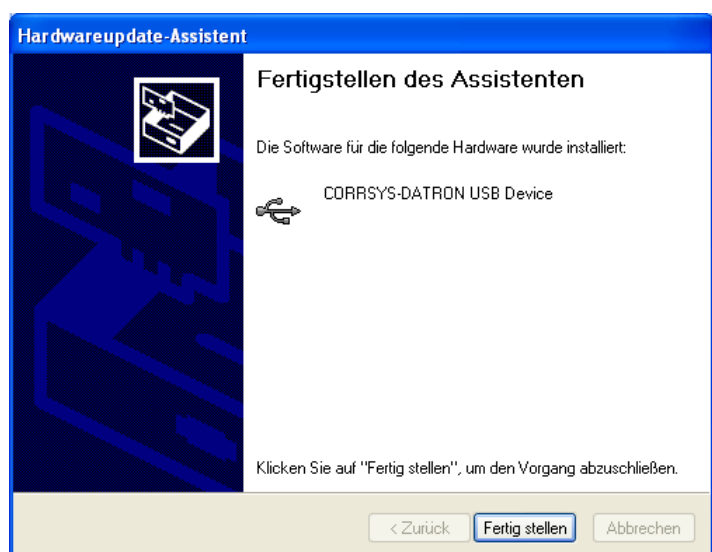 Hardwareupdate-Assistent
Fertigstellen des Assistenten
Die Software für die folgende Hardware wurde installiert:
CORRSYS-DATRON USB Device
Klicken Sie auf "Fertig stellen", um den Vorgang abzuschließen.
< Zurück Fertig stellen Abbrechen